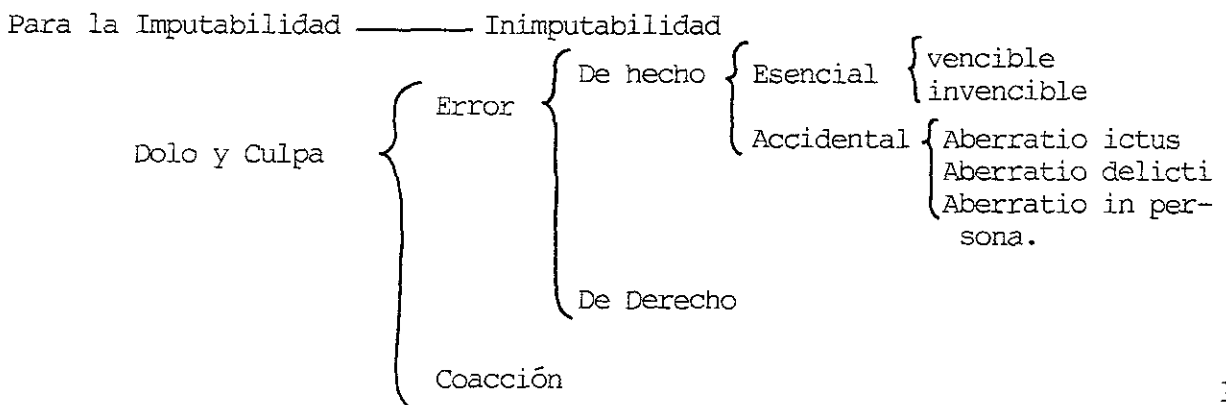 Para la Imputabilidad ——— Inimputabilidad
De hecho
Esencial
vencible
invencible
Error
Accidental
Aberratio ictus
Aberratio delicti
Aberratio in per-
sona.
Dolo y Culpa
De Derecho
Coacción